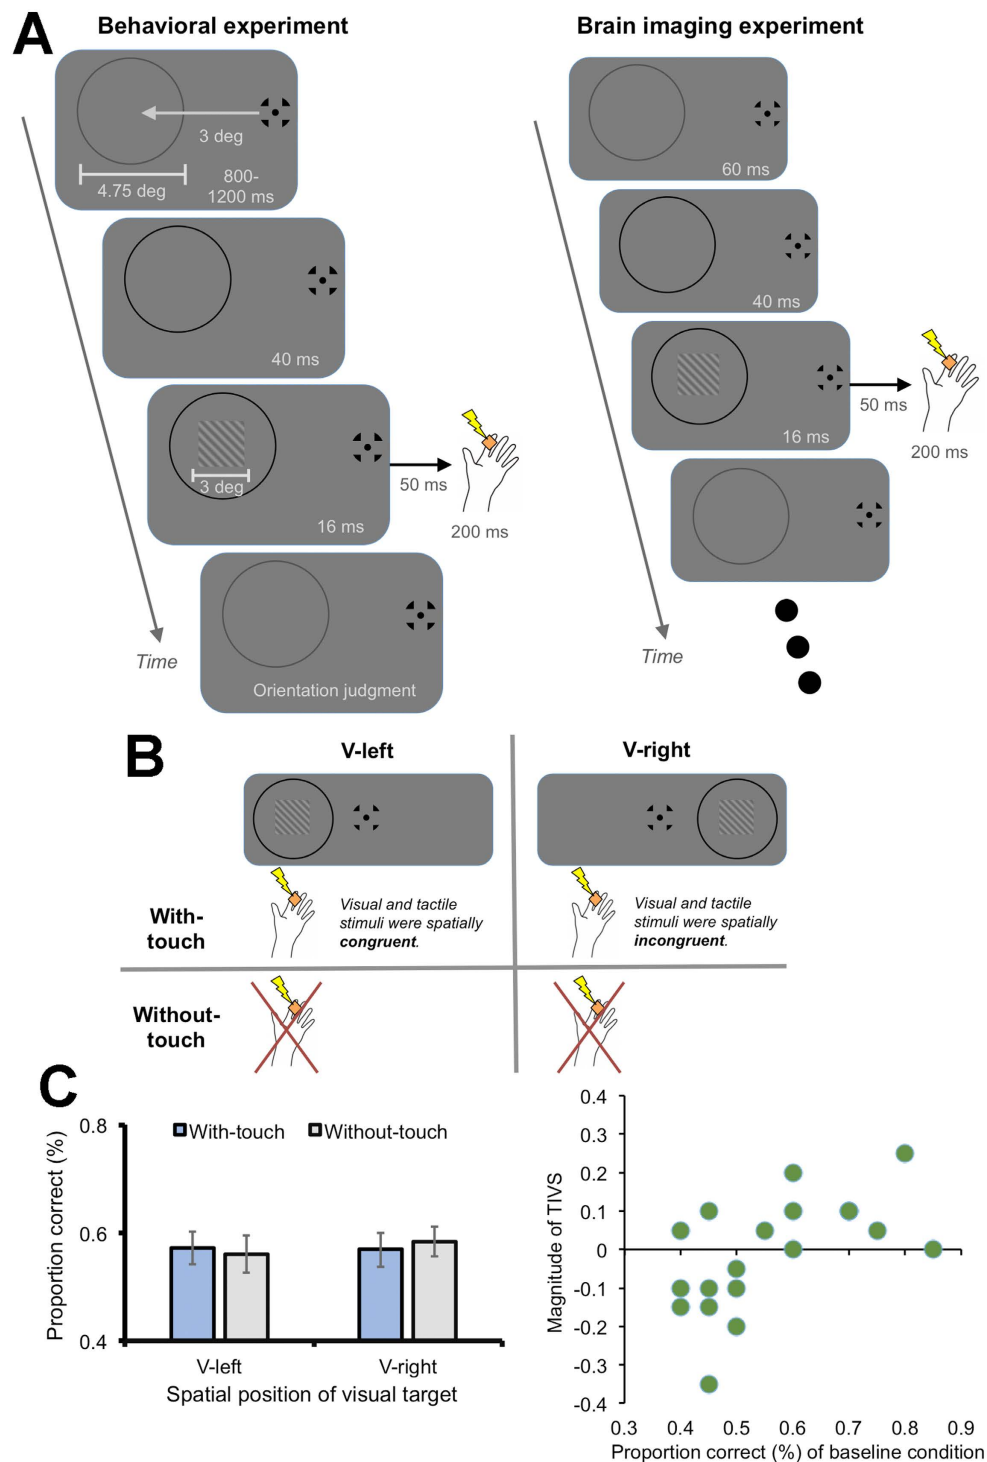 A
Behavioral experiment
3 deg
4.75 deg
800-
1200 ms
40 ms
3 deg
16 ms
50 ms
200 ms
Orientation judgment
Time
Brain imaging experiment
60 ms
40 ms
16 ms
50 ms
200 ms
Time
B
V-left
V-right
With-
touch
Visual and tactile
stimuli were spatially
congruent.
Visual and tactile
stimuli were spatially
incongruent.
Without-
touch
C
Proportion correct (%)
0.8
0.6
0.4
With-touch
Without-touch
V-left
V-right
Spatial position of visual target
Magnitude of TIVS
0.4
0.3
0.2
0.1
0
-0.1
-0.2
-0.3
-0.4
0.3 0.4 0.5 0.6 0.7 0.8 0.9
Proportion correct (%) of baseline condition